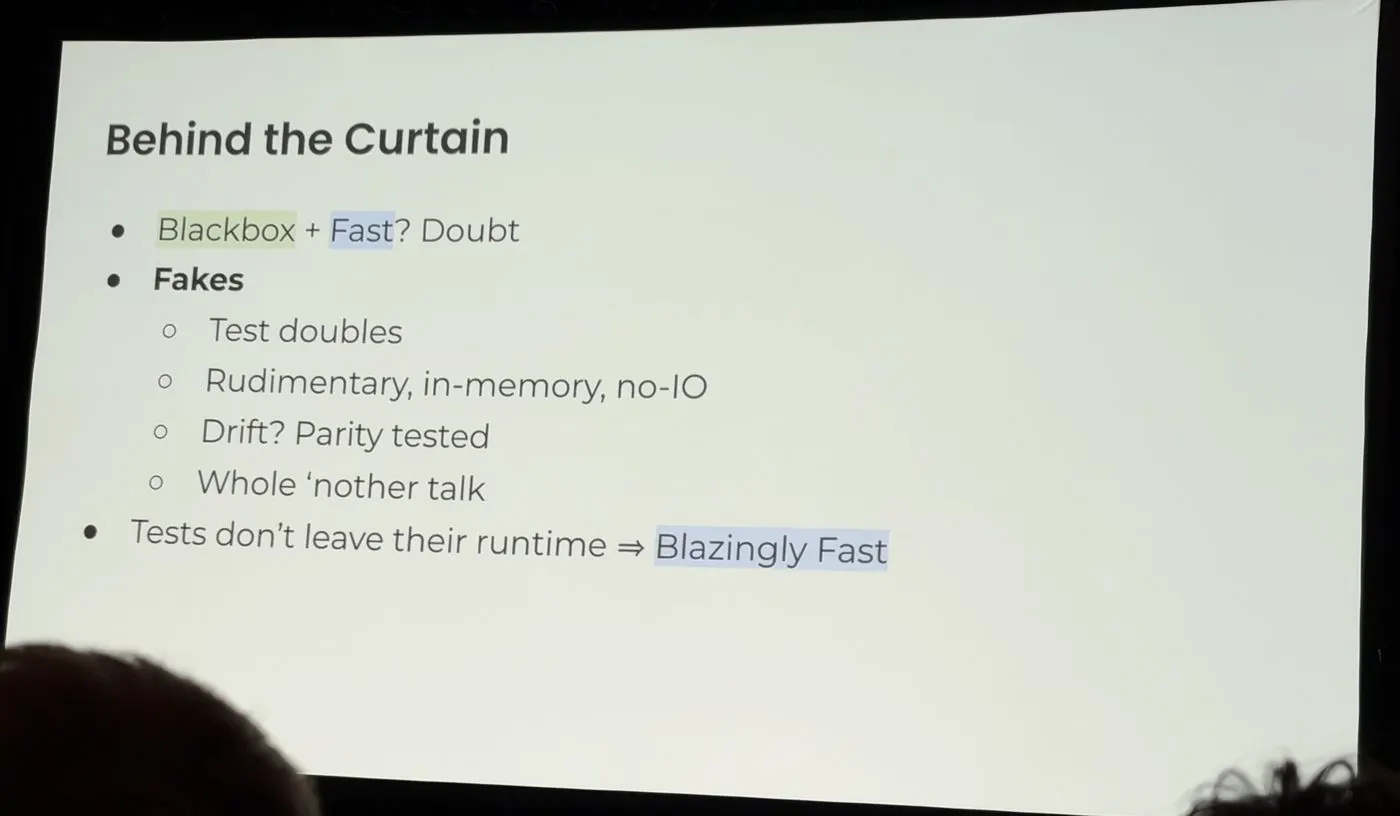 Behind the Curtain
● Blackbox + Fast? Doubt
● Fakes
○ Test doubles
○ Rudimentary, in-memory, no-IO
○ Drift? Parity tested
○ Whole ‘nother talk
● Tests don’t leave their runtime ⇒ Blazingly Fast